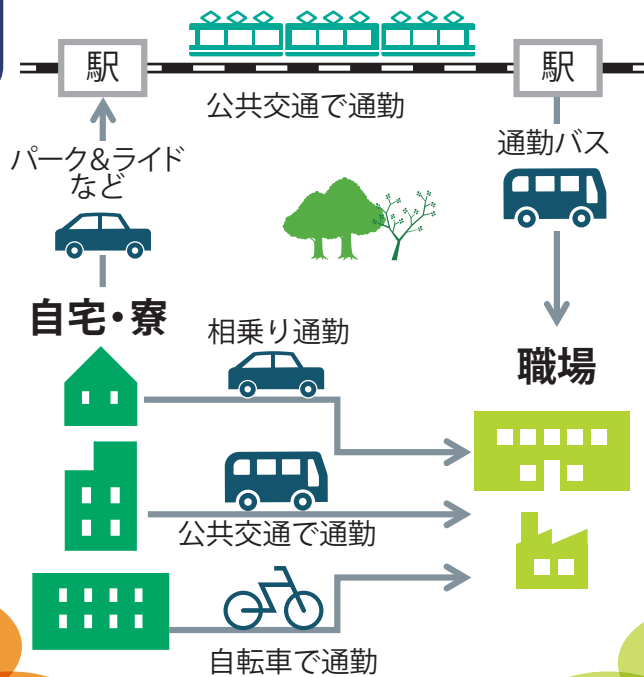 駅
駅
公共交通で通勤
通勤バス
パーク&ライド
など
自宅・寮
相乗り通勤
職場
公共交通で通勤
自転車で通勤